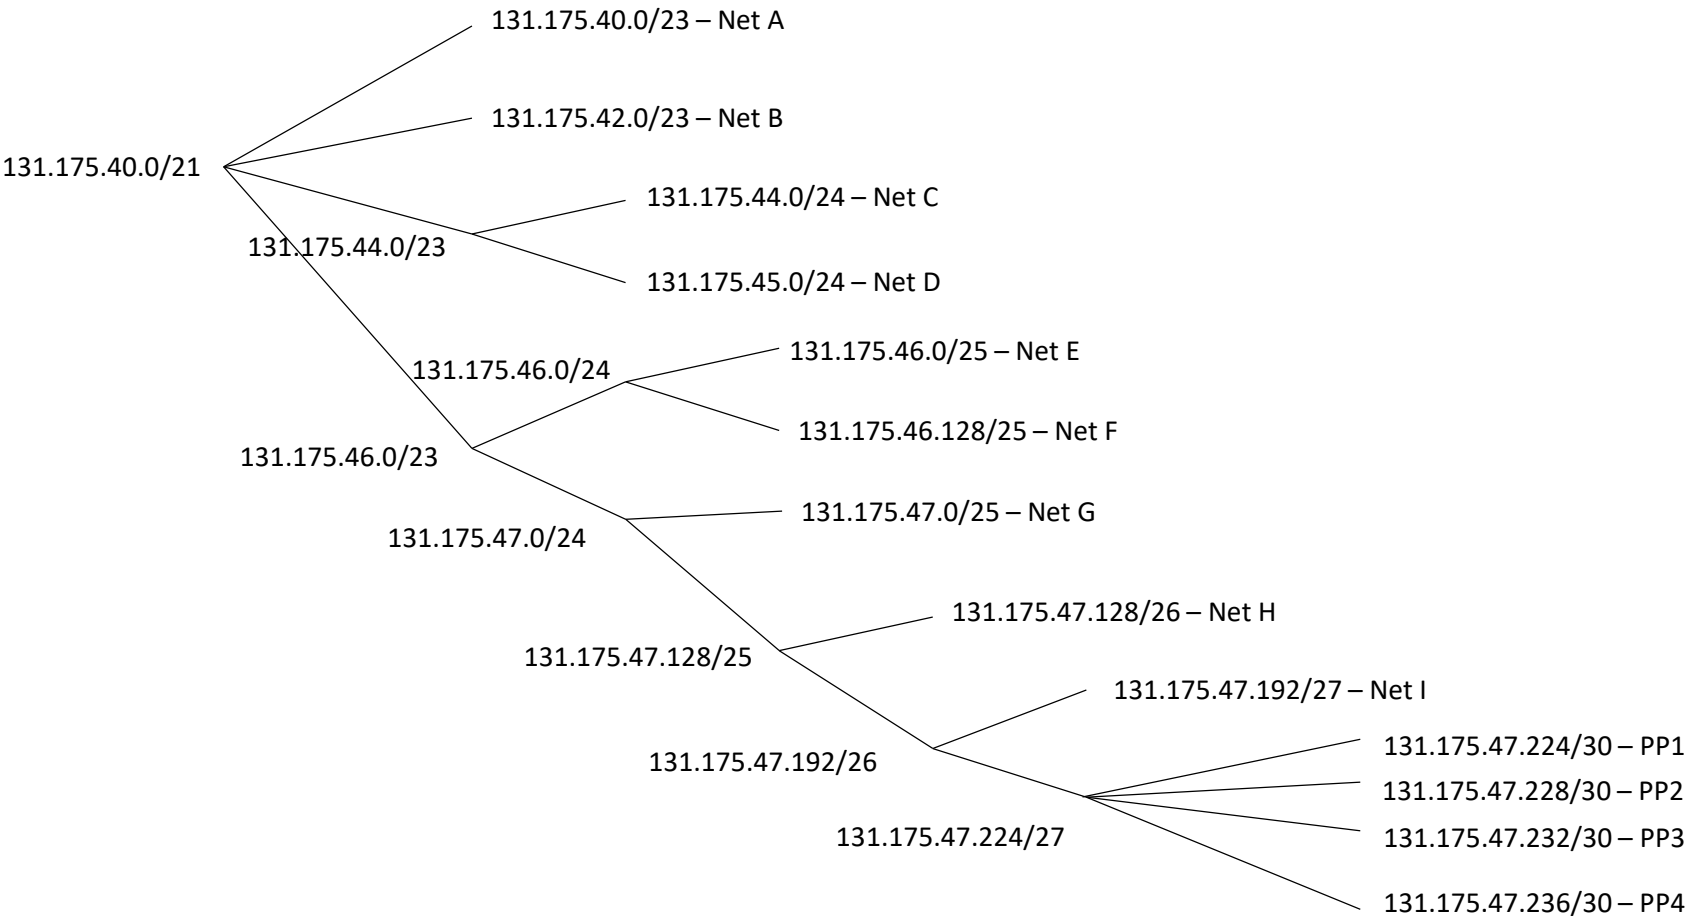 131.175.40.0/23 – Net A
131.175.42.0/23 – Net B
131.175.40.0/21
131.175.44.0/24 – Net C
131.175.44.0/23
131.175.45.0/24 – Net D
131.175.46.0/25 – Net E
131.175.46.0/24
131.175.46.128/25 – Net F
131.175.46.0/23
131.175.47.0/25 – Net G
131.175.47.0/24
131.175.47.128/26 – Net H
131.175.47.128/25
131.175.47.192/27 – Net I
131.175.47.224/30 – PP1
131.175.47.192/26
131.175.47.228/30 – PP2
131.175.47.232/30 – PP3
131.175.47.224/27
131.175.47.236/30 – PP4